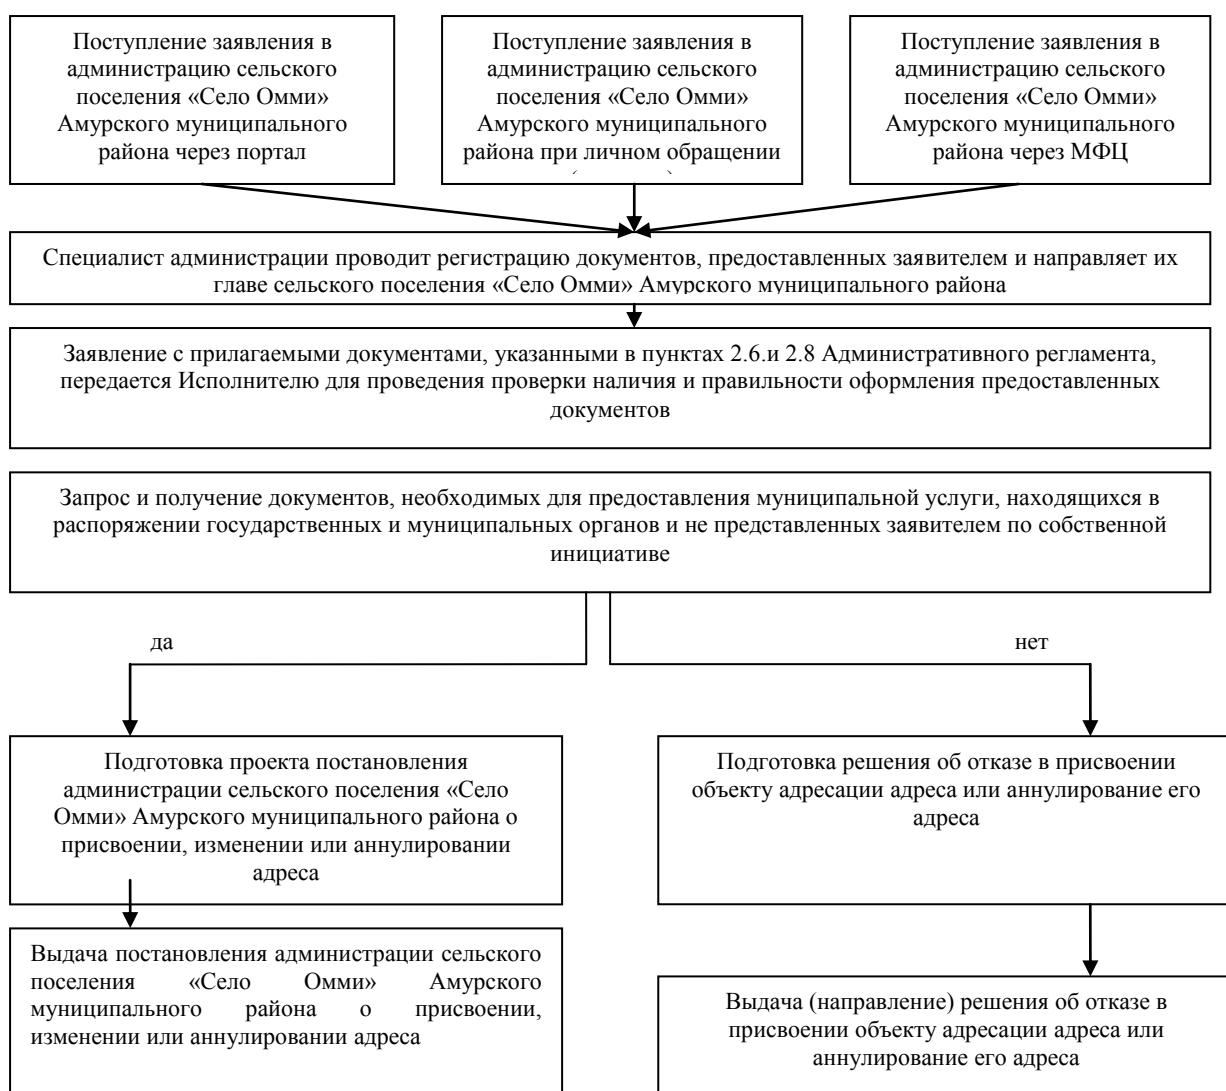 Поступление заявления в
администрацию сельского
поселения «Село Омми»
Амурского муниципального
района через портал
Поступление заявления в
администрацию сельского
поселения «Село Омми»
Амурского муниципального
района при личном обращении
Поступление заявления в
администрацию сельского
поселения «Село Омми»
Амурского муниципального
района через МФЦ
Специалист администрации проводит регистрацию документов, предоставленных заявителем и направляет их
главе сельского поселения «Село Омми» Амурского муниципального района
Заявление с прилагаемыми документами, указанными в пунктах 2.6.и 2.8 Административного регламента,
передается Исполнителю для проведения проверки наличия и правильности оформления предоставленных
документов
Запрос и получение документов, необходимых для предоставления муниципальной услуги, находящихся в
распоряжении государственных и муниципальных органов и не представленных заявителем по собственной
инициативе
да
нет
Подготовка проекта постановления
администрации сельского поселения «Село
Омми» Амурского муниципального района о
присвоении, изменении или аннулировании
адреса
Подготовка решения об отказе в присвоении
объекту адресации адреса или аннулирование его
адреса
Выдача постановления администрации сельского
поселения «Село Омми» Амурского
муниципального района о присвоении,
изменении или аннулировании адреса
Выдача (направление) решения об отказе в
присвоении объекту адресации адреса или
аннулирование его адреса